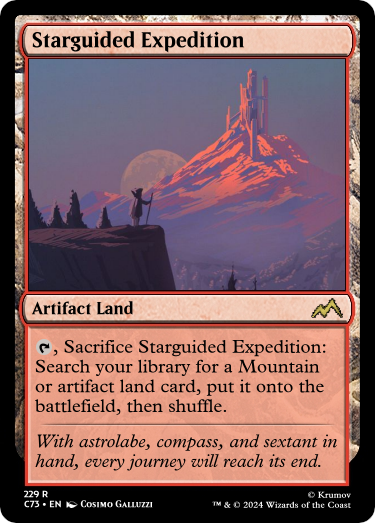 Starguided Expedition
Artifact Land
, Sacrifice Starguided Expedition:
Search your library for a Mountain
or artifact land card, put it onto the
battlefield, then shuffle.
With astrolabe, compass, and sextant in
hand, every journey will reach its end.
229 R
© Krumov
C73 • EN Cosimo Galluzzi
™ & © 2024 Wizards of the Coast